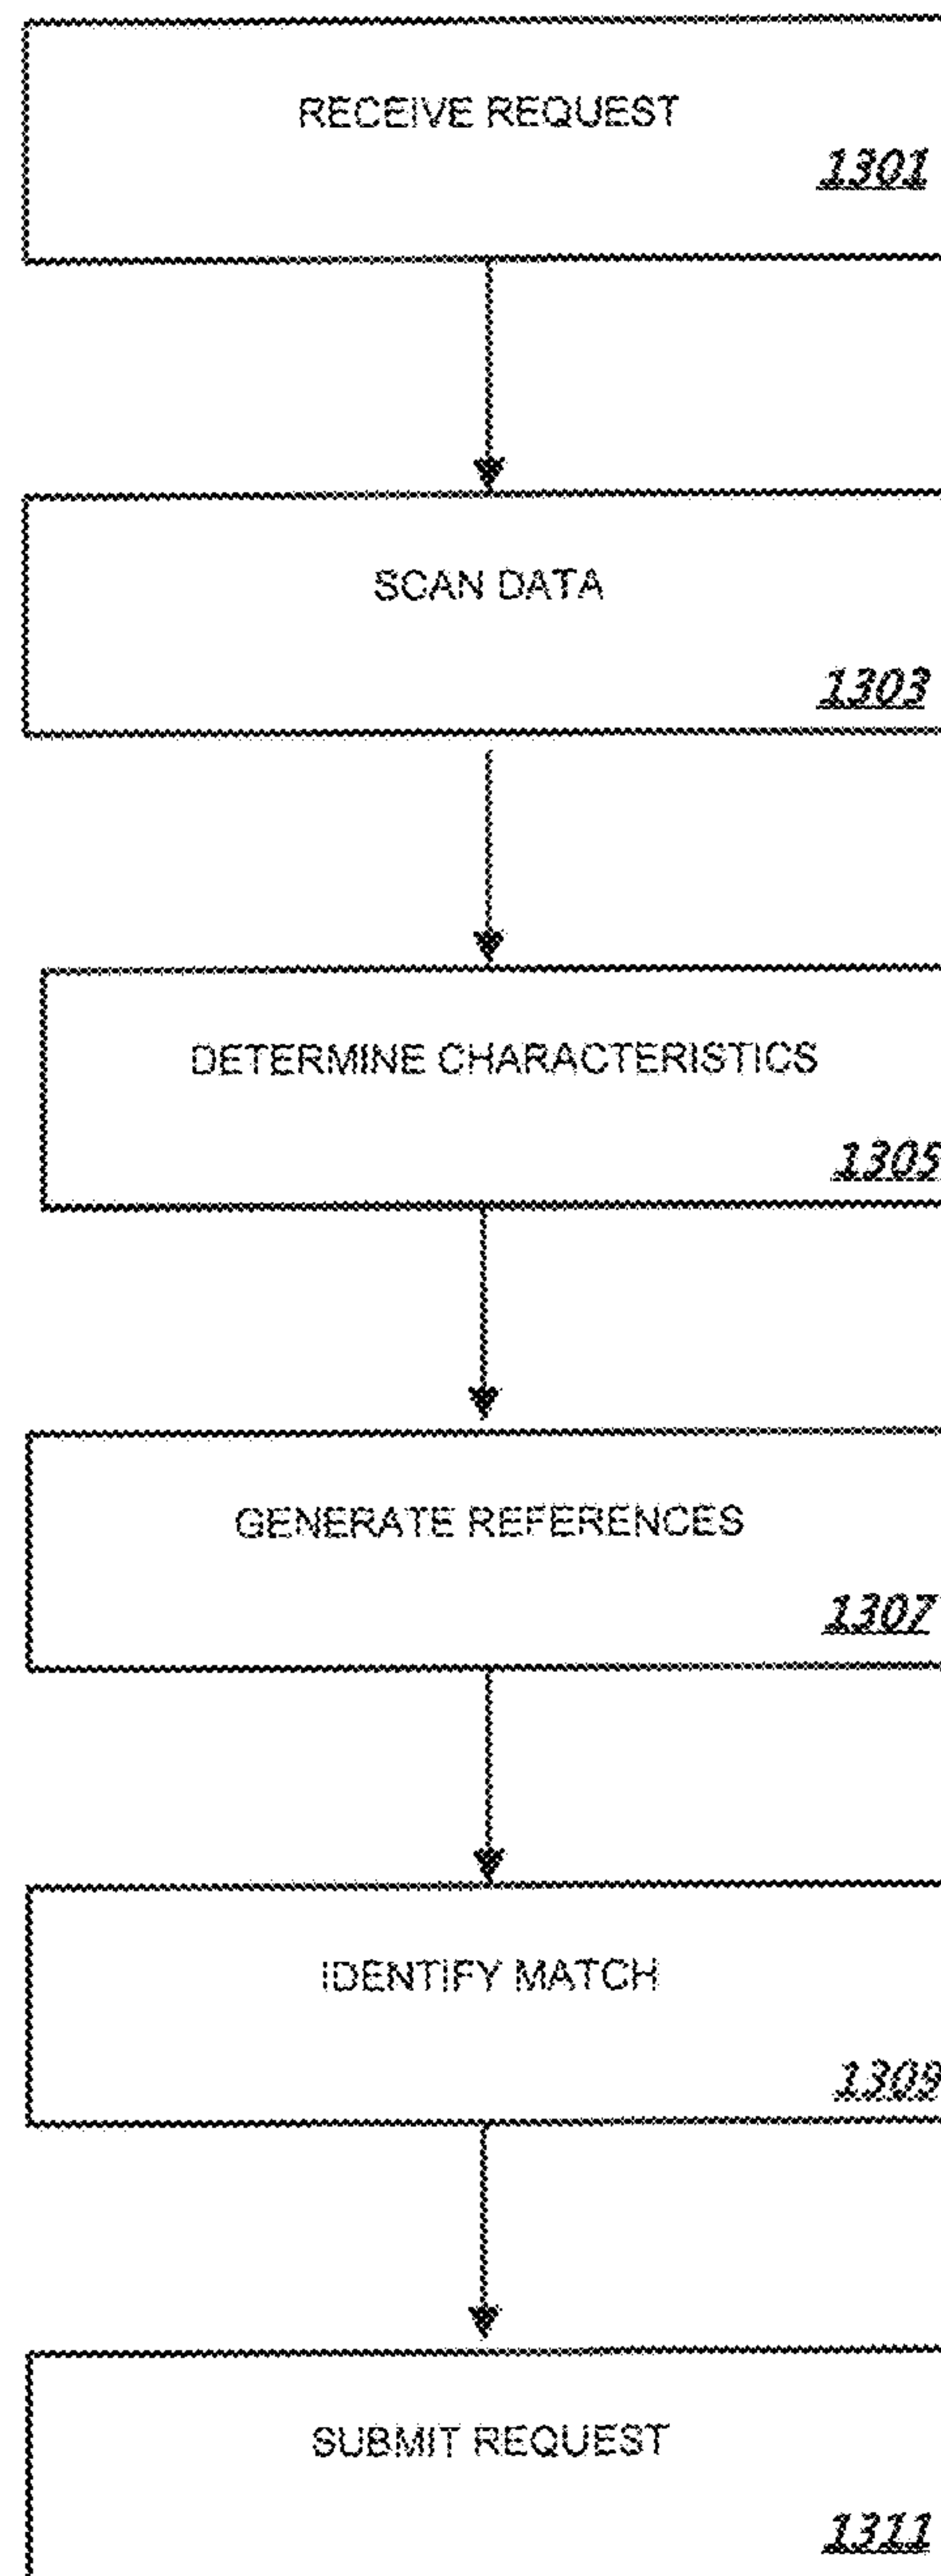 RECEIVE REQUEST
1301
SCAN DATA
1303
DETERMINE CHARACTERISTICS
1305
GENERATE REFERENCES
1307
IDENTIFY MATCH
1309
SUBMIT REQUEST
1311